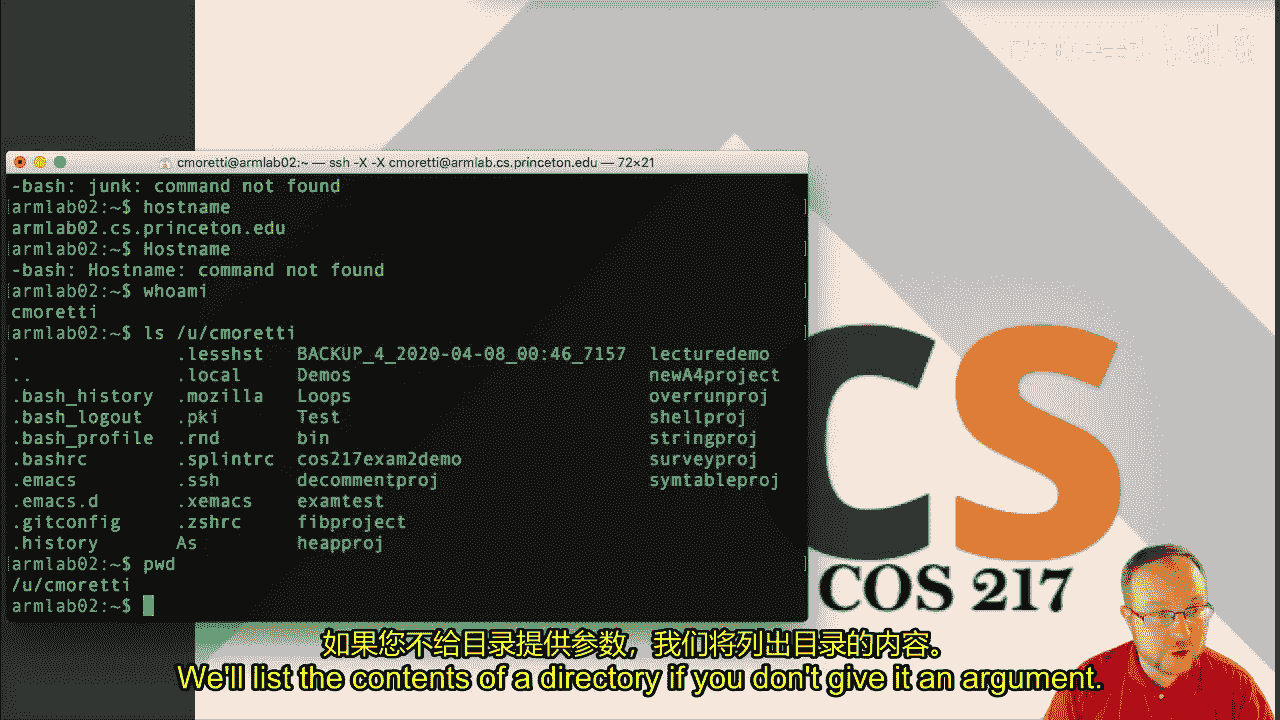 cmoretti@armlab02:~ — ssh -X -X cmoretti@armlab.cs.princeton.edu — 72×21
-bash: junk: command not found
armlab02:~$ hostname
armlab02.cs.princeton.edu
armlab02:~$ Hostname
-bash: Hostname: command not found
armlab02:~$ whoami
cmoretti
armlab02:~$ ls /u/cmoretti
. .lesshst BACKUP_4_2020-04-08_00:46_7157 lecturedemo
.. .local Demos newA4project
.bash_history .mozilla Loops overrunproj
.bash_logout .pki Test shellproj
.bash_profile .rnd bin stringproj
.bashrc .splintrc cos217exam2demo surveyproj
.emacs .ssh decommentproj symtableproj
.emacs.d .xemacs examtest
.gitconfig .zshrc fibproject
.history As heapproj
armlab02:~$ pwd
/u/cmoretti
armlab02:~$
CS
COS 217
如果您不给目录提供参数，我们将列出目录的内容。
We'll list the contents of a directory if you don't give it an argument.